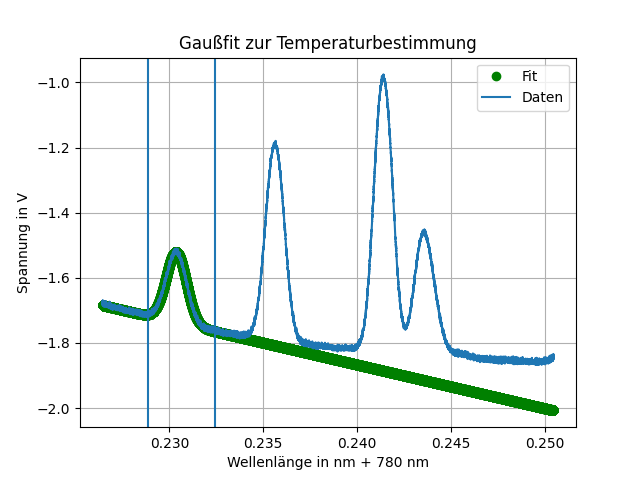 Gaußfit zur Temperaturbestimmung
Fit
Daten
−1.0
−1.2
−1.4
−1.6
−1.8
−2.0
Spannung in V
0.230
0.235
0.240
0.245
0.250
Wellenlänge in nm + 780 nm